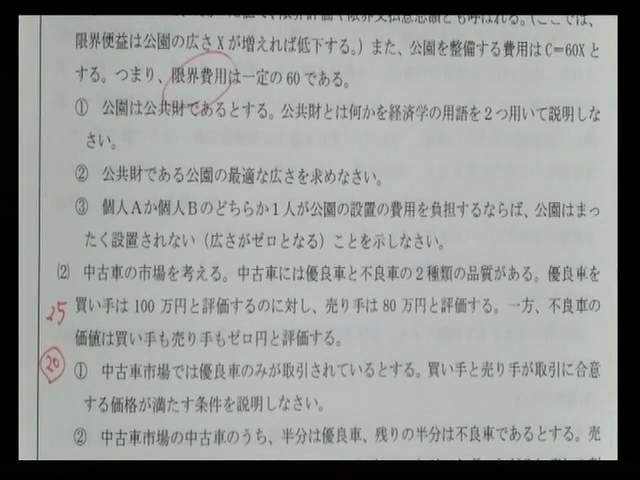 限界便益は公園の広さXが増えれば低下する。)また、公園を整備する費用はC=60Xと
する。つまり、限界費用は一定の60である。
① 公園は公共財であるとする。公共財とは何かを経済学の用語を2つ用いて説明しな
さい。
② 公共財である公園の最適な広さを求めなさい。
③ 個人Aか個人Bのどちらか1人が公園の設置の費用を負担するならば、公園はまっ
たく設置されない(広さがゼロとなる)ことを示しなさい。
(2) 中古車の市場を考える。中古車には優良車と不良車の2種類の品質がある。優良車を
25 買い手は100万円と評価するのに対し、売り手は80万円と評価する。一方、不良車の
価値は買い手も売り手もゼロ円と評価する。
20 ① 中古車市場では優良車のみが取引されているとする。買い手と売り手が取引に合意
する価格が満たす条件を説明しなさい。
② 中古車市場の中古車のうち、半分は優良車、残りの半分は不良車であるとする。売